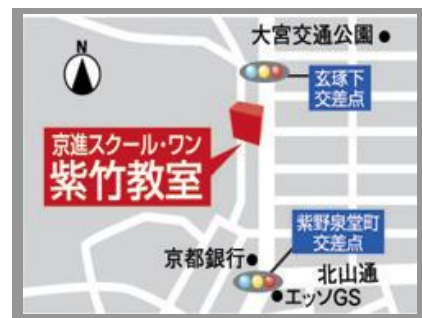 大宮交通公園
N
玄琢下
交差点
京進スクール・ワン
紫竹教室
紫野泉堂町
交差点
京都銀行
北山通
エッソGS